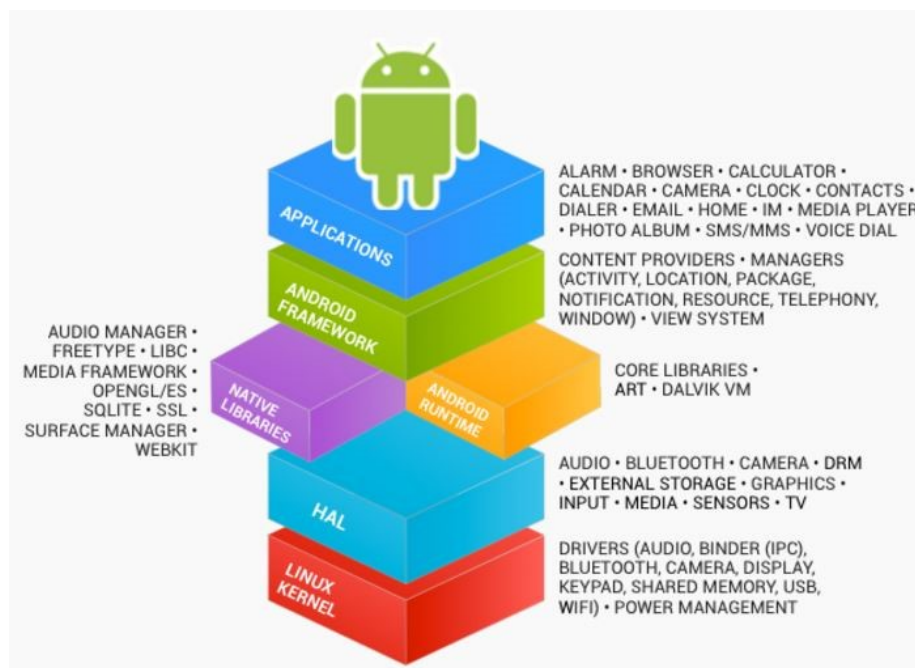 APPLICATIONS
ALARM • BROWSER • CALCULATOR •
CALENDAR • CAMERA • CLOCK • CONTACTS •
DIALER • EMAIL • HOME • IM • MEDIA PLAYER
• PHOTO ALBUM • SMS/MMS • VOICE DIAL
ANDROID
FRAMEWORK
CONTENT PROVIDERS • MANAGERS
(ACTIVITY, LOCATION, PACKAGE,
NOTIFICATION, RESOURCE, TELEPHONY,
WINDOW) • VIEW SYSTEM
AUDIO MANAGER •
FREETYPE • LIBC •
MEDIA FRAMEWORK •
OPENGL/ES •
SQLITE • SSL •
SURFACE MANAGER •
WEBKIT
NATIVE
LIBRARIES
ANDROID
RUNTIME
CORE LIBRARIES •
ART • DALVIK VM
HAL
AUDIO • BLUETOOTH • CAMERA • DRM
• EXTERNAL STORAGE • GRAPHICS •
INPUT • MEDIA • SENSORS • TV
LINUX
KERNEL
DRIVERS (AUDIO, BINDER (IPC),
BLUETOOTH, CAMERA, DISPLAY,
KEYPAD, SHARED MEMORY, USB,
WIFI) • POWER MANAGEMENT